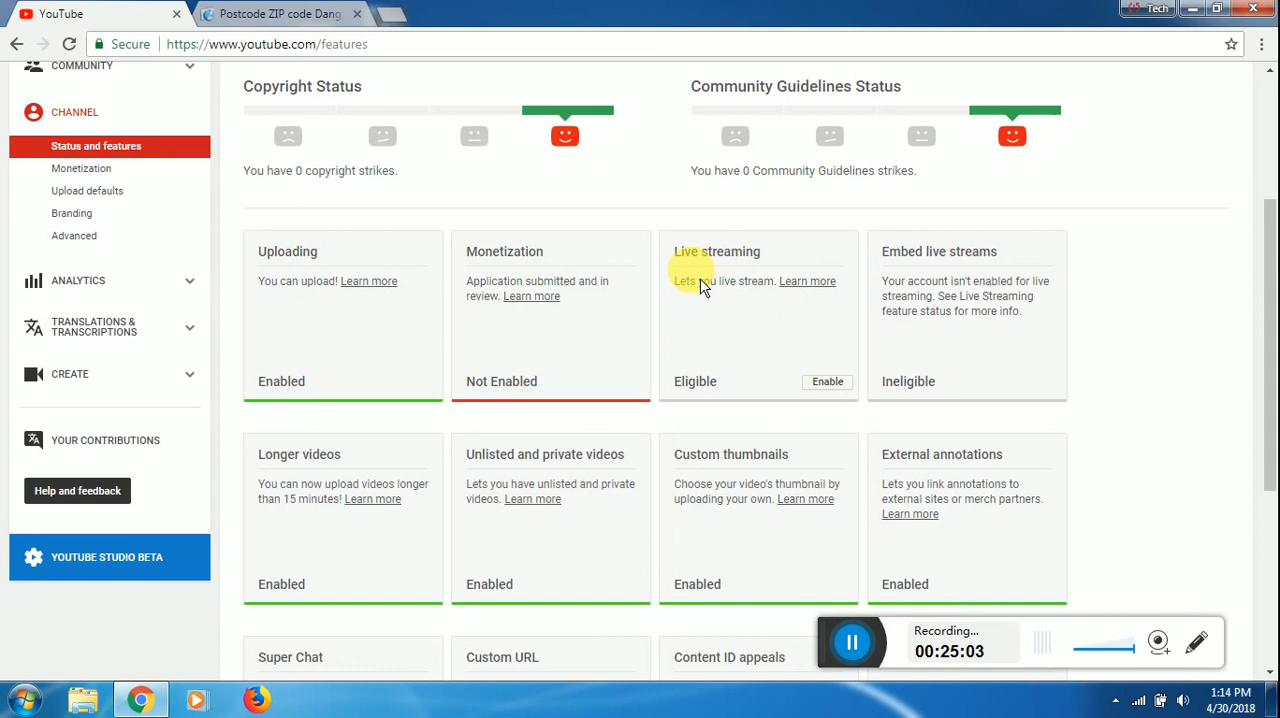 YouTube
Postcode ZIP code Dang
Tech
Secure
https://www.youtube.com/features
COMMUNITY
CHANNEL
Status and features
Monetization
Upload defaults
Branding
Advanced
ANALYTICS
TRANSLATIONS &
TRANSCRIPTIONS
CREATE
YOUR CONTRIBUTIONS
Help and feedback
YOUTUBE STUDIO BETA
Copyright Status
You have 0 copyright strikes.
Community Guidelines Status
You have 0 Community Guidelines strikes.
Uploading
You can upload! Learn more
Enabled
Monetization
Application submitted and in
review. Learn more
Not Enabled
Live streaming
Lets you live stream. Learn more
Eligible
Enable
Embed live streams
Your account isn't enabled for live
streaming. See Live Streaming
feature status for more info.
Ineligible
Longer videos
You can now upload videos longer
than 15 minutes! Learn more
Enabled
Unlisted and private videos
Lets you have unlisted and private
videos. Learn more
Enabled
Custom thumbnails
Choose your video's thumbnail by
uploading your own. Learn more
Enabled
External annotations
Lets you link annotations to
external sites or merch partners.
Learn more
Enabled
Super Chat
Custom URL
Content ID appeals
Recording...
00:25:03
1:14 PM
4/30/2018